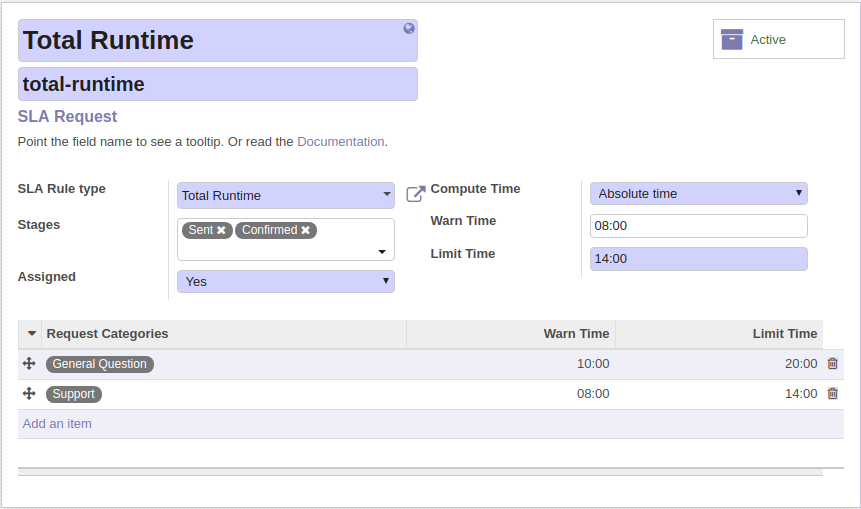 Total Runtime
Active
total-runtime
SLA Request
Point the field name to see a tooltip. Or read the Documentation.
SLA Rule type
Total Runtime
Compute Time
Absolute time
Stages
Sent
Confirmed
Warn Time
08:00
Limit Time
14:00
Assigned
Yes
Request Categories Warn Time Limit Time
General Question 10:00 20:00
Support 08:00 14:00
Add an item